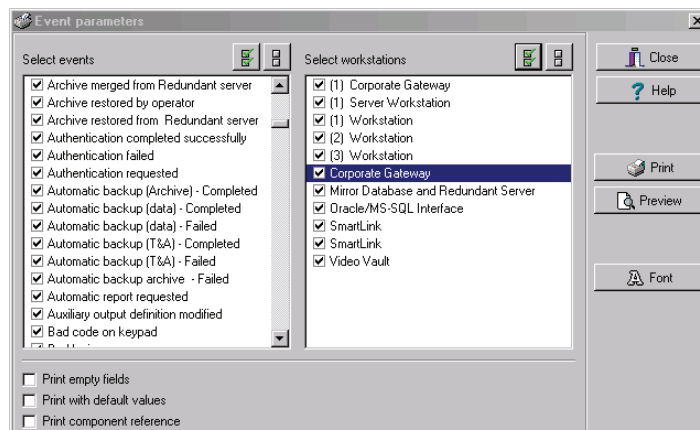 Event parameters
Select events
Archive merged from Redundant server
Archive restored by operator
Archive restored from Redundant server
Authentication completed successfully
Authentication failed
Authentication requested
Automatic backup (Archive) - Completed
Automatic backup (data) - Completed
Automatic backup (data) - Failed
Automatic backup (T&A) - Completed
Automatic backup (T&A) - Failed
Automatic backup archive - Failed
Automatic report requested
Auxiliary output definition modified
Bad code on keypad
Select workstations
(1) Corporate Gateway
(1) Server Workstation
(1) Workstation
(2) Workstation
(3) Workstation
Corporate Gateway
Mirror Database and Redundant Server
Oracle/MS-SQL Interface
SmartLink
SmartLink
Video Vault
Close
Help
Print
Preview
Font
Print empty fields
Print with default values
Print component reference